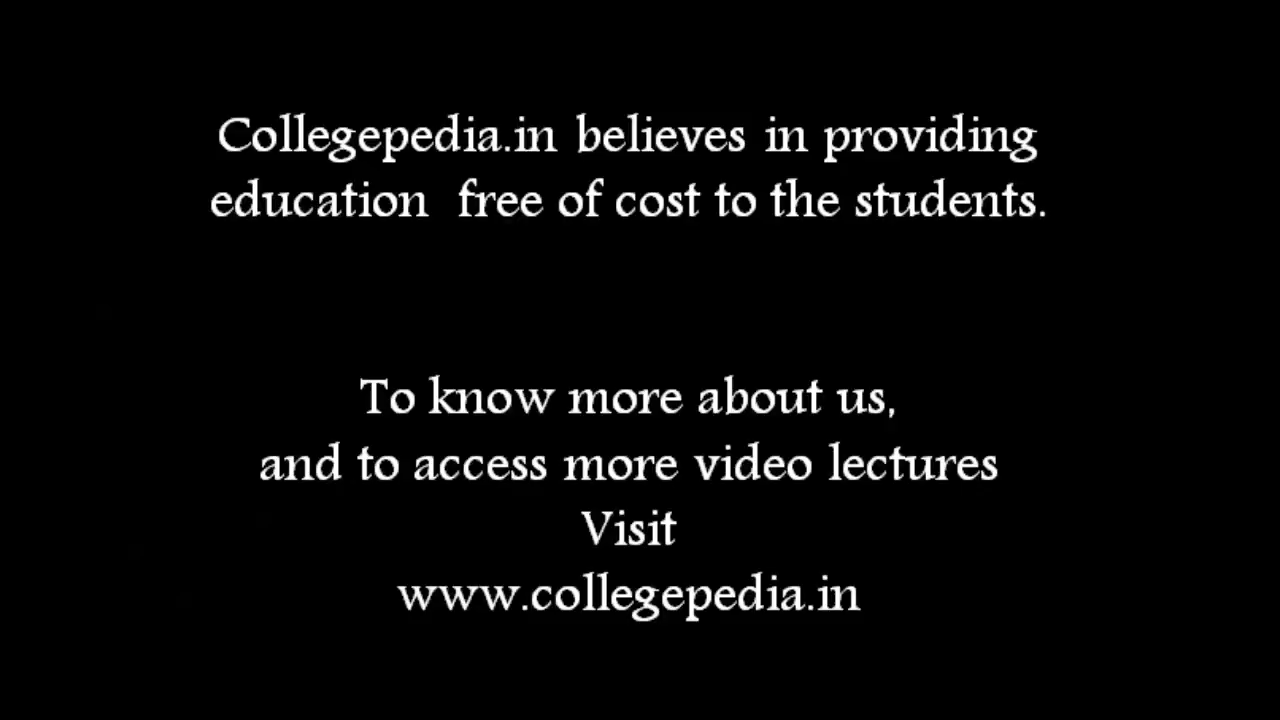 Collegepedia.in believes in providing
education free of cost to the students.
To know more about us,
and to access more video lectures
Visit
www.collegepedia.in